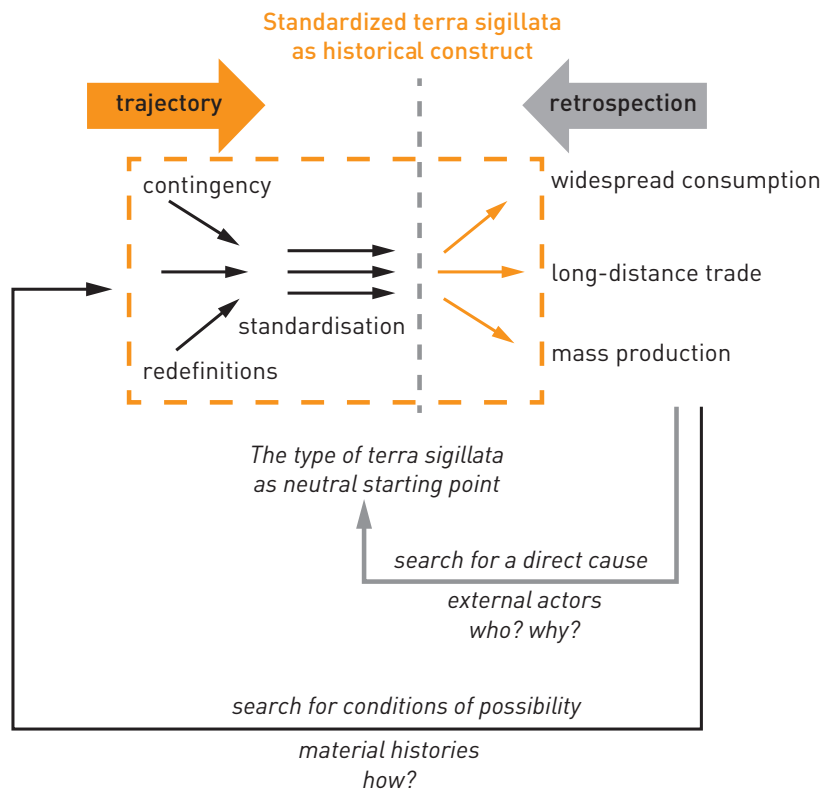 Standardized terra sigillata
as historical construct
trajectory
retrospection
contingency
widespread consumption
long-distance trade
standardisation
mass production
redefinitions
The type of terra sigillata
as neutral starting point
search for a direct cause
external actors
who? why?
search for conditions of possibility
material histories
how?